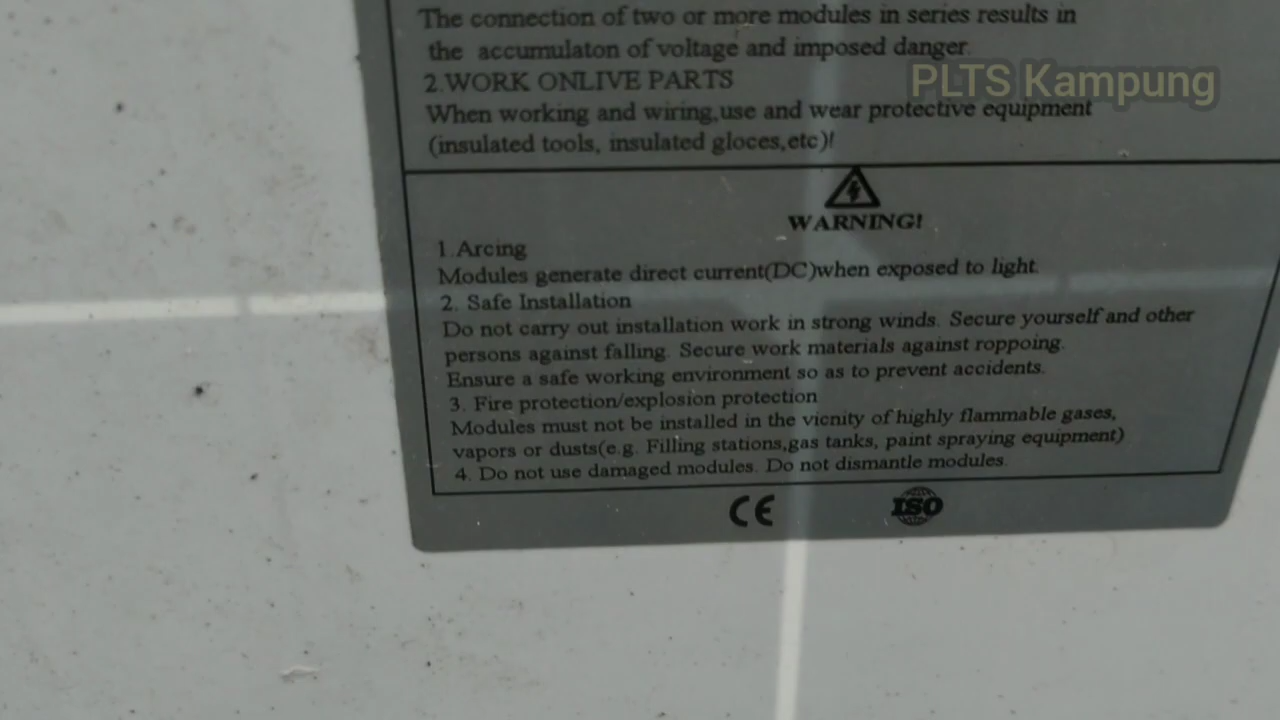 The connection of two or more modules in series results in
the accumulaton of voltage and imposed danger.
PLTS Kampung
2.WORK ONLIVE PARTS
When working and wiring,use and wear protective equipment
(insulated tools, insulated gloces,etc)!
WARNING!
1.Arcing
Modules generate direct current(DC)when exposed to light.
2. Safe Installation
Do not carry out installation work in strong winds. Secure yourself and other
persons against falling. Secure work materials against roppoing.
Ensure a safe working environment so as to prevent accidents.
3. Fire protection/explosion protection
Modules must not be installed in the vicnity of highly flammable gases,
vapors or dusts(e.g. Filling stations,gas tanks, paint spraying equipment)
4. Do not use damaged modules. Do not dismantle modules.
CE ISO